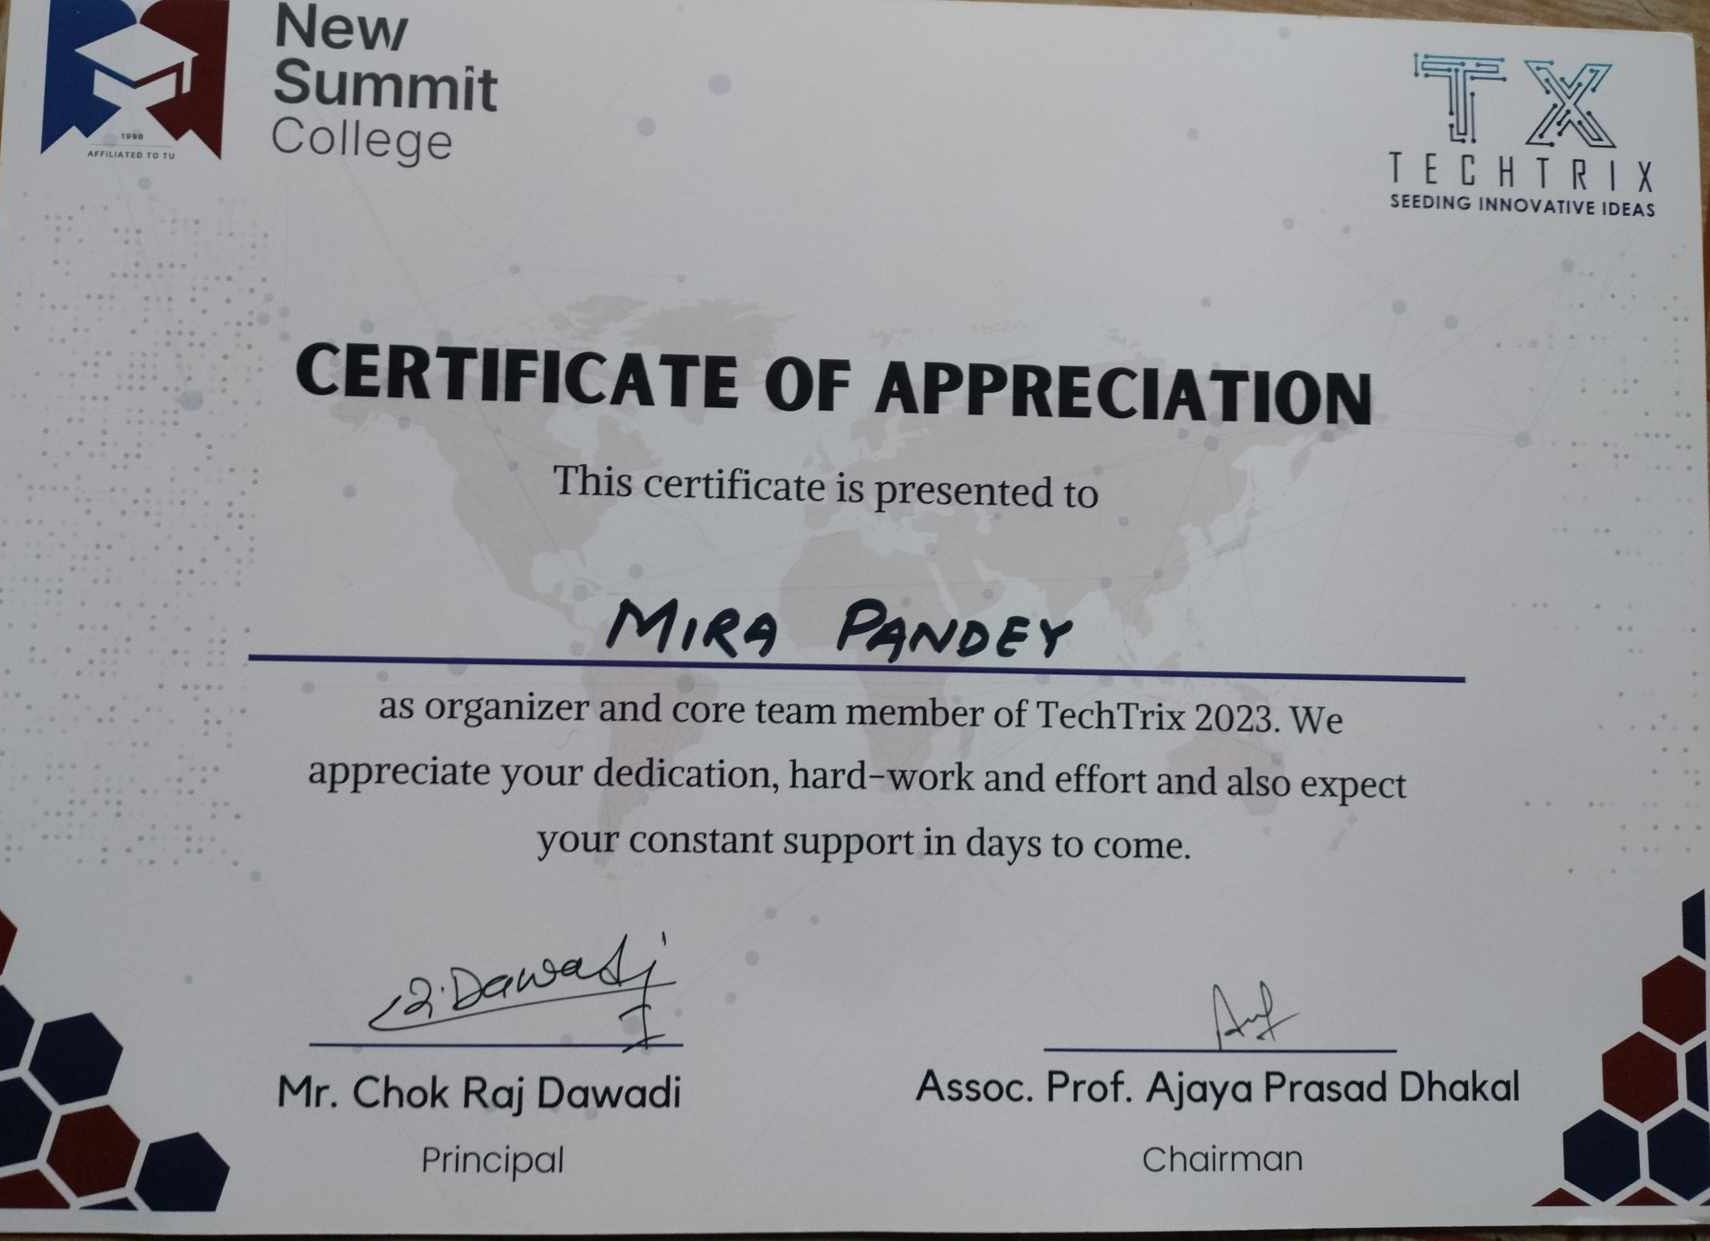 New
Summit
College
1998
AFFILIATED TO TU
TX
TECHTRIX
SEEDING INNOVATIVE IDEAS
CERTIFICATE OF APPRECIATION
This certificate is presented to
MIRA PANDEY
as organizer and core team member of TechTrix 2023. We
appreciate your dedication, hard-work and effort and also expect
your constant support in days to come.
Dawadi
Mr. Chok Raj Dawadi
Principal
Assoc. Prof. Ajaya Prasad Dhakal
Chairman